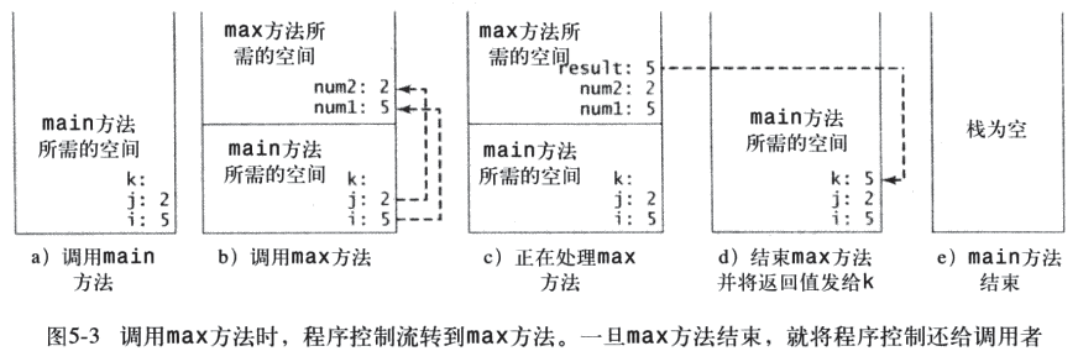 main方法
所需的空间
k:
j: 2
i: 5
a）调用main
方法
max方法所
需的空间
num2: 2
num1: 5
main方法
所需的空间
k:
j: 2
i: 5
b）调用max方法
max方法所
需的空间
result: 5
num2: 2
num1: 5
main方法
所需的空间
k:
j: 2
i: 5
c）正在处理max
方法
main方法
所需的空间
k: 5
j: 2
i: 5
d）结束max方法
并将返回值发给k
栈为空
e）main方法
结束
图5-3 调用max方法时，程序控制流转到max方法。一旦max方法结束，就将程序控制还给调用者